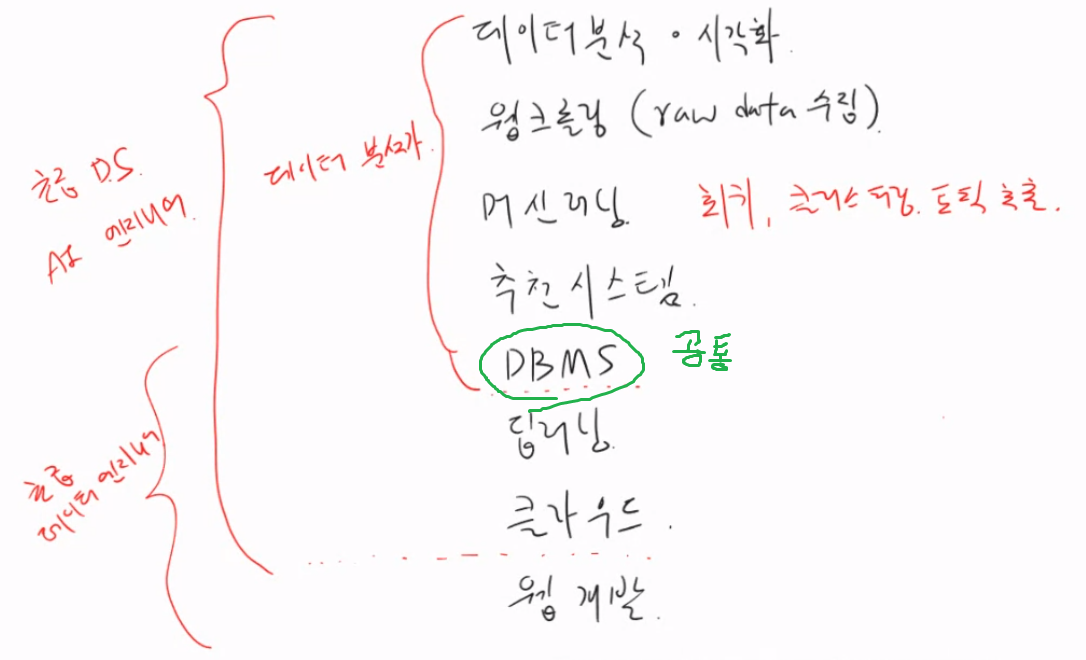 데이터분석 · 시각화.
웹크롤링 (raw data 수집).
데이터 분석가.
초급 D.S.
AI 엔지니어.
머신러닝. 회귀, 클러스터링. 토픽 추출.
추천시스템.
DBMS 공통
딥러닝.
초급
데이터 엔지니어
클라우드.
웹 개발.